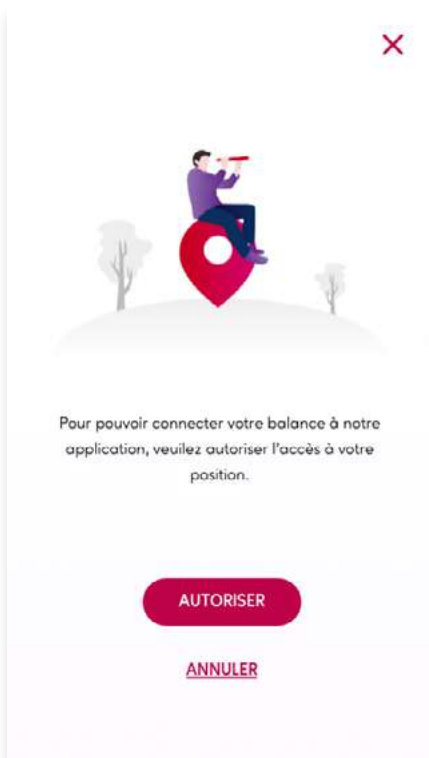 Pour pouvoir connecter votre balance à notre
application, veuilez autoriser l'accès à votre
position.
AUTORISER
ANNULER